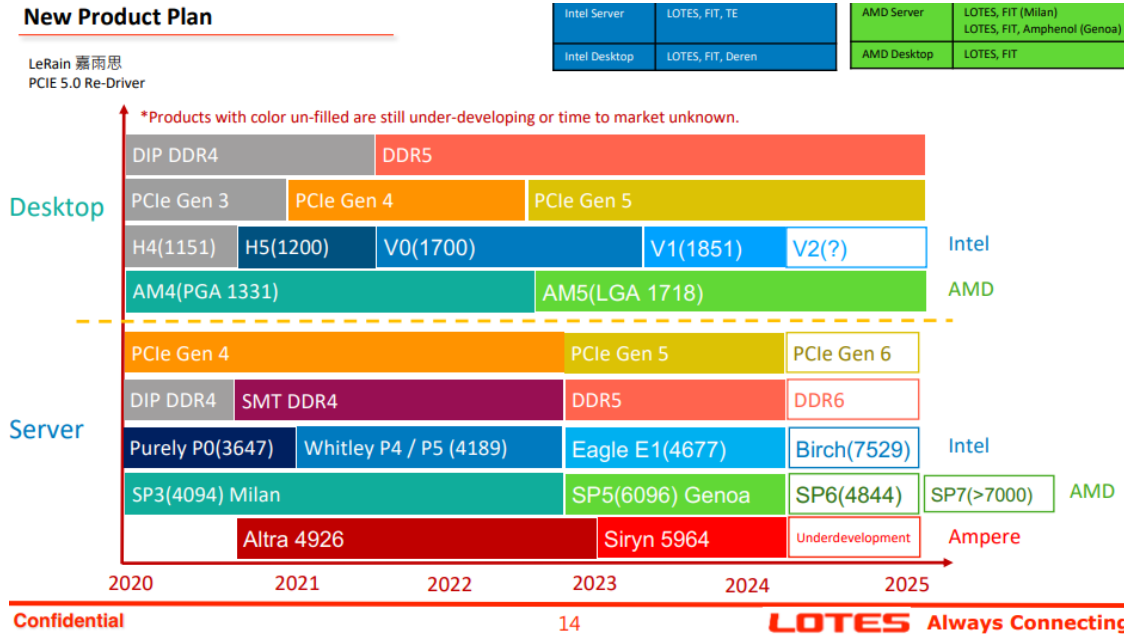 New Product Plan
Intel Server LOTES, FIT, TE
Intel Desktop LOTES, FIT, Deren
AMD Server LOTES, FIT (Milan)
LOTES, FIT, Amphenol (Genoa)
AMD Desktop LOTES, FIT
LeRain 嘉雨思
PCIE 5.0 Re-Driver
*Products with color un-filled are still under-developing or time to market unknown.
Desktop
DIP DDR4 DDR5
PCIe Gen 3 PCIe Gen 4 PCIe Gen 5
H4(1151) H5(1200) V0(1700) V1(1851) V2(?) Intel
AM4(PGA 1331) AM5(LGA 1718) AMD
Server
PCIe Gen 4 PCIe Gen 5 PCIe Gen 6
DIP DDR4 SMT DDR4 DDR5 DDR6
Purely P0(3647) Whitley P4 / P5 (4189) Eagle E1(4677) Birch(7529) Intel
SP3(4094) Milan SP5(6096) Genoa SP6(4844) SP7(>7000) AMD
Altra 4926 Siryn 5964 Underdevelopment Ampere
2020 2021 2022 2023 2024 2025
Confidential 14 LOTES Always Connecting